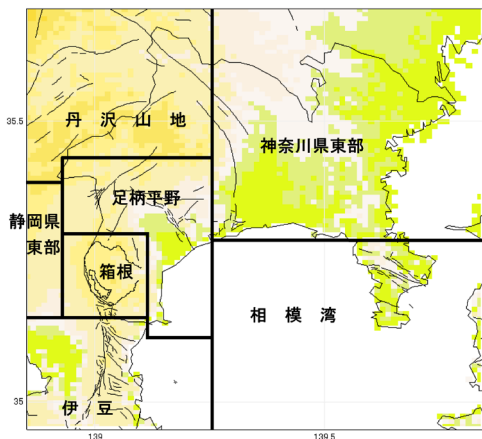 35.5
丹 沢 山 地
神奈川県東部
足柄平野
静岡県
東部
箱根
相 模 湾
35
伊 豆
139
139.5